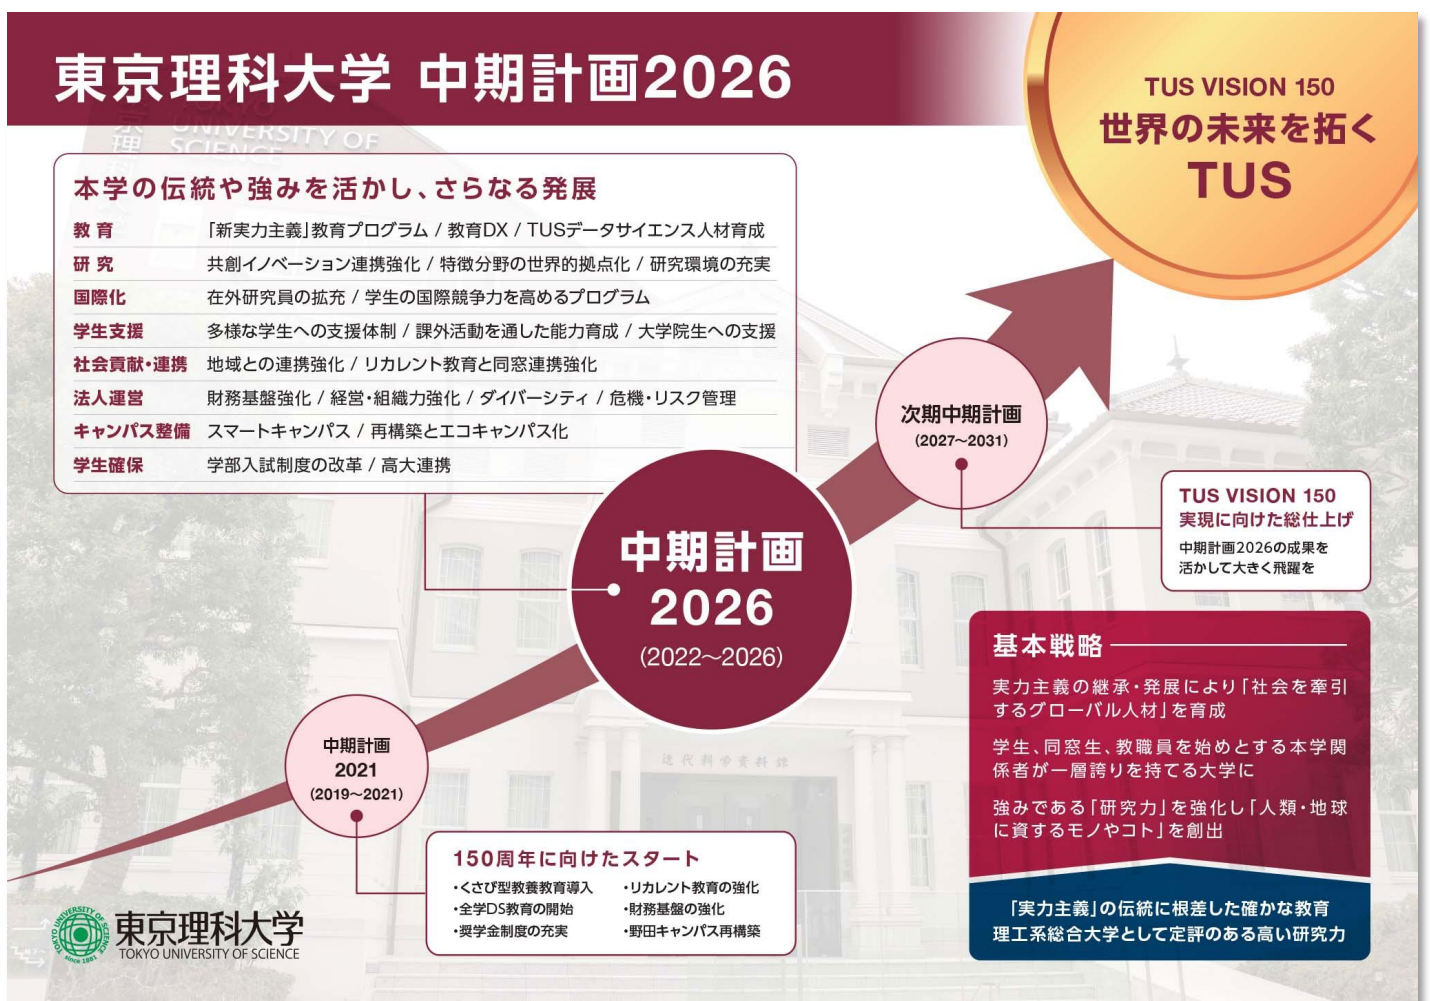 東京理科大学 中期計画2026
TUS VISION 150
世界の未来を拓く
TUS
本学の伝統や強みを活かし、さらなる発展
教 育 「新実力主義」教育プログラム / 教育DX / TUSデータサイエンス人材育成
研 究 共創イノベーション連携強化 / 特徴分野の世界的拠点化 / 研究環境の充実
国際化 在外研究員の拡充 / 学生の国際競争力を高めるプログラム
学生支援 多様な学生への支援体制 / 課外活動を通した能力育成 / 大学院生への支援
社会貢献・連携 地域との連携強化 / リカレント教育と同窓連携強化
法人運営 財務基盤強化 / 経営・組織力強化 / ダイバーシティ / 危機・リスク管理
キャンパス整備 スマートキャンパス / 再構築とエコキャンパス化
学生確保 学部入試制度の改革 / 高大連携
次期中期計画
(2027~2031)
TUS VISION 150
実現に向けた総仕上げ
中期計画2026の成果を
活かして大きく飛躍を
中期計画
2026
(2022~2026)
中期計画
2021
(2019~2021)
150周年に向けたスタート
・くさび型教養教育導入
・全学DS教育の開始
・奨学金制度の充実
・リカレント教育の強化
・財務基盤の強化
・野田キャンパス再構築
基本戦略
実力主義の継承・発展により「社会を牽引
するグローバル人材」を育成
学生、同窓生、教職員を始めとする本学関
係者が一層誇りを持てる大学に
強みである「研究力」を強化し「人類・地球
に資するモノやコト」を創出
「実力主義」の伝統に根差した確かな教育
理工系総合大学として定評のある高い研究力
TOKYO UNIVERSITY OF SCIENCE
近代科学資料館
TOKYO UNIVERSITY OF SCIENCE
since 1881
東京理科大学
TOKYO UNIVERSITY OF SCIENCE